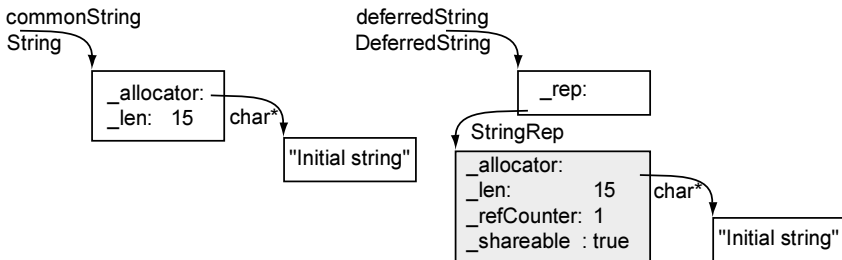 commonString
String
_allocator:
_len: 15
char*
"Initial string"
deferredString
DeferredString
_rep:
StringRep
_allocator:
_len: 15
_refCounter: 1
_shareable : true
char*
"Initial string"